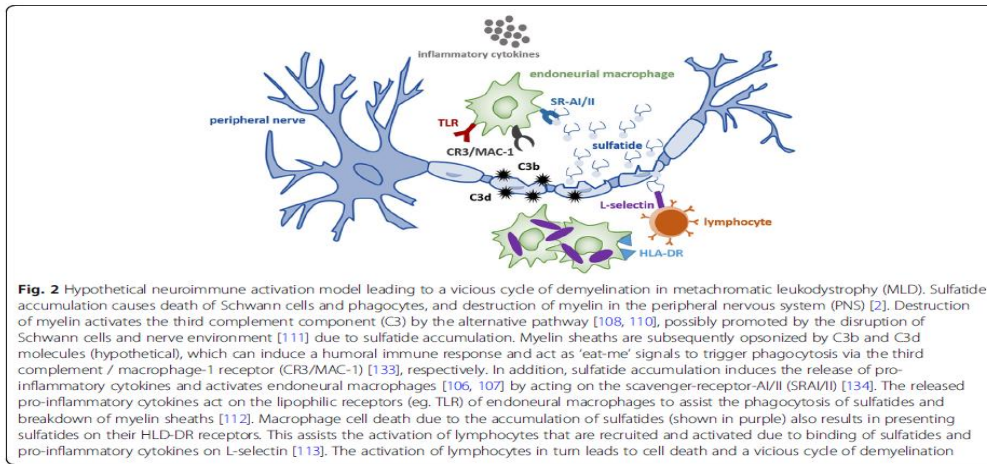 inflammatory cytokines
endoneurial macrophage
SR-AI/II
peripheral nerve
TLR
sulfatide
CR3/MAC-1
C3b
C3d
L-selectin
lymphocyte
HLA-DR
Fig. 2 Hypothetical neuroimmune activation model leading to a vicious cycle of demyelination in metachromatic leukodystrophy (MLD). Sulfatide
accumulation causes death of Schwann cells and phagocytes, and destruction of myelin in the peripheral nervous system (PNS) [2]. Destruction
of myelin activates the third complement component (C3) by the alternative pathway [108, 110], possibly promoted by the disruption of
Schwann cells and nerve environment [111] due to sulfatide accumulation. Myelin sheaths are subsequently opsonized by C3b and C3d
molecules (hypothetical), which can induce a humoral immune response and act as ‘eat-me’ signals to trigger phagocytosis via the third
complement / macrophage-1 receptor (CR3/MAC-1) [133], respectively. In addition, sulfatide accumulation induces the release of pro-
inflammatory cytokines and activates endoneurial macrophages [106, 107] by acting on the scavenger-receptor-AI/II (SRAI/II) [134]. The released
pro-inflammatory cytokines act on the lipophilic receptors (eg. TLR) of endoneurial macrophages to assist the phagocytosis of sulfatides and
breakdown of myelin sheaths [112]. Macrophage cell death due to the accumulation of sulfatides (shown in purple) also results in presenting
sulfatides on their HLD-DR receptors. This assists the activation of lymphocytes that are recruited and activated due to binding of sulfatides and
pro-inflammatory cytokines on L-selectin [113]. The activation of lymphocytes in turn leads to cell death and a vicious cycle of demyelination